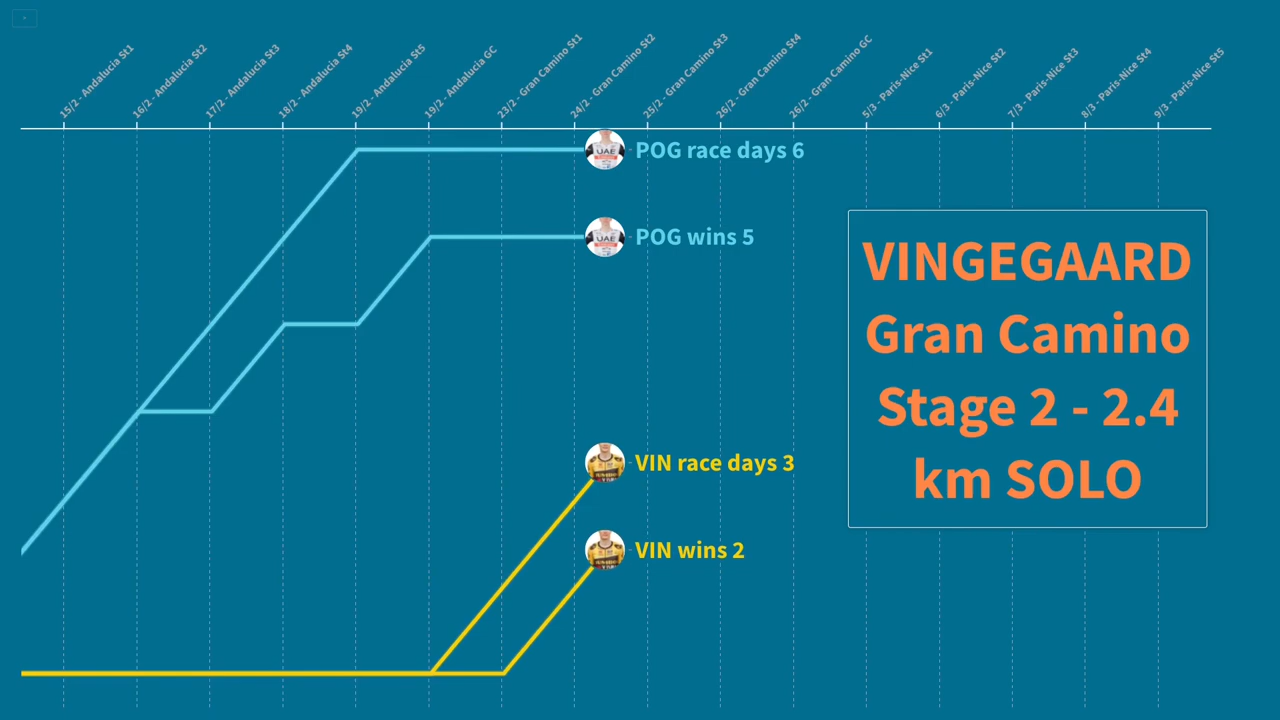 15/2 - Andalucia St1
16/2 - Andalucia St2
17/2 - Andalucia St3
18/2 - Andalucia St4
19/2 - Andalucia St5
19/2 - Andalucia GC
23/2 - Gran Camino St1
24/2 - Gran Camino St2
25/2 - Gran Camino St3
26/2 - Gran Camino St4
26/2 - Gran Camino GC
5/3 - Paris-Nice St1
6/3 - Paris-Nice St2
7/3 - Paris-Nice St3
8/3 - Paris-Nice St4
9/3 - Paris-Nice St5
UAE
POG race days 6
UAE
POG wins 5
VIN race days 3
VIN wins 2
VINGEGAARD
Gran Camino
Stage 2 - 2.4
km SOLO